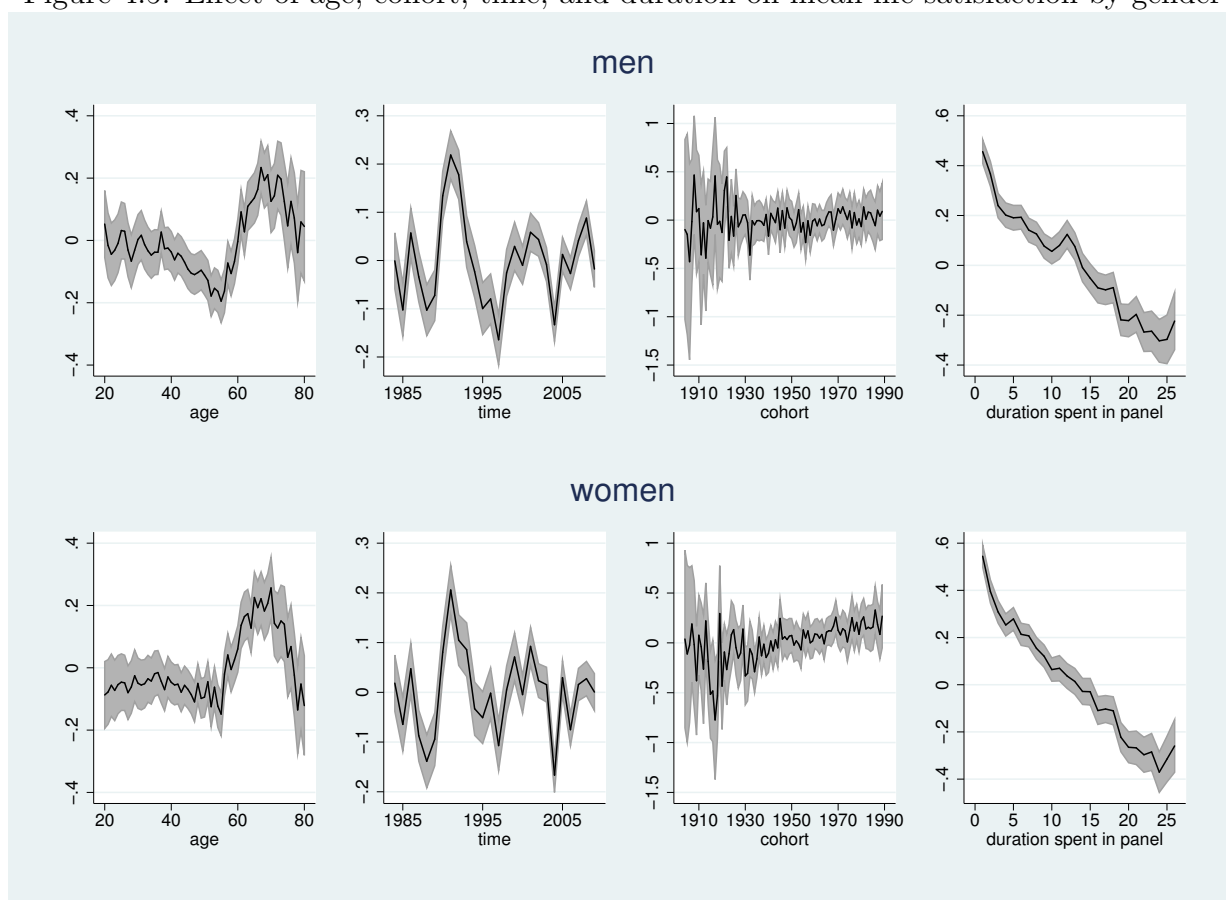 Figure 4.3: Effect of age, cohort, time, and duration on mean life satisfaction by gender
men
.4 .2 0 −.2 −.4
20 40 60 80
age
.3 .2 .1 0 −.1 −.2
1985 1995 2005
time
1 .5 0 −.5 −1 −1.5
1910 1930 1950 1970 1990
cohort
.6 .4 .2 0 −.2 −.4
0 5 10 15 20 25
duration spent in panel
women
.4 .2 0 −.2 −.4
20 40 60 80
age
.3 .2 .1 0 −.1 −.2
1985 1995 2005
time
1 .5 0 −.5 −1 −1.5
1910 1930 1950 1970 1990
cohort
.6 .4 .2 0 −.2 −.4
0 5 10 15 20 25
duration spent in panel